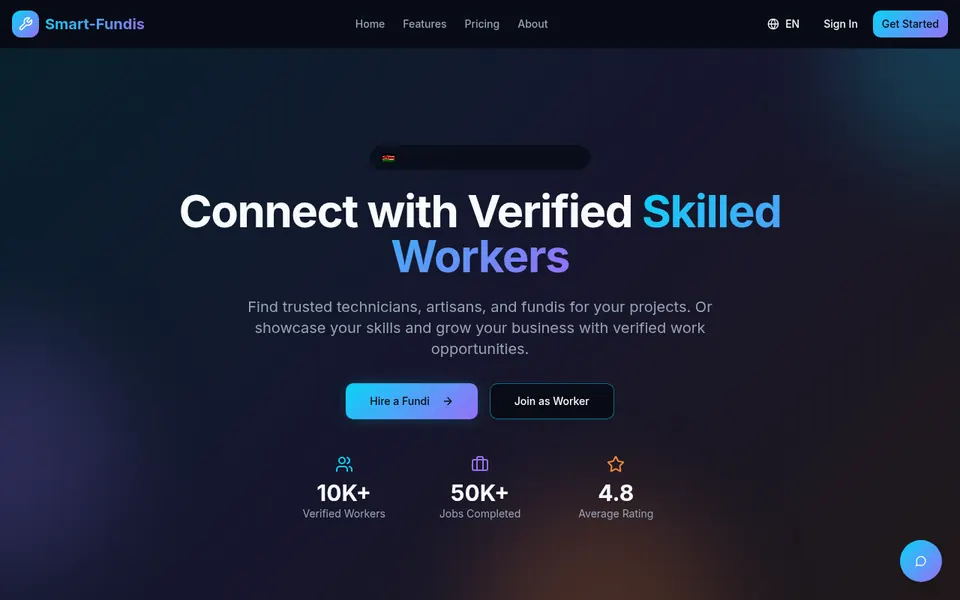 Smart-Fundis
Home Features Pricing About
EN Sign In Get Started
Connect with Verified Skilled
Workers
Find trusted technicians, artisans, and fundis for your projects. Or
showcase your skills and grow your business with verified work
opportunities.
Hire a Fundi
Join as Worker
10K+ 50K+ 4.8
Verified Workers Jobs Completed Average Rating